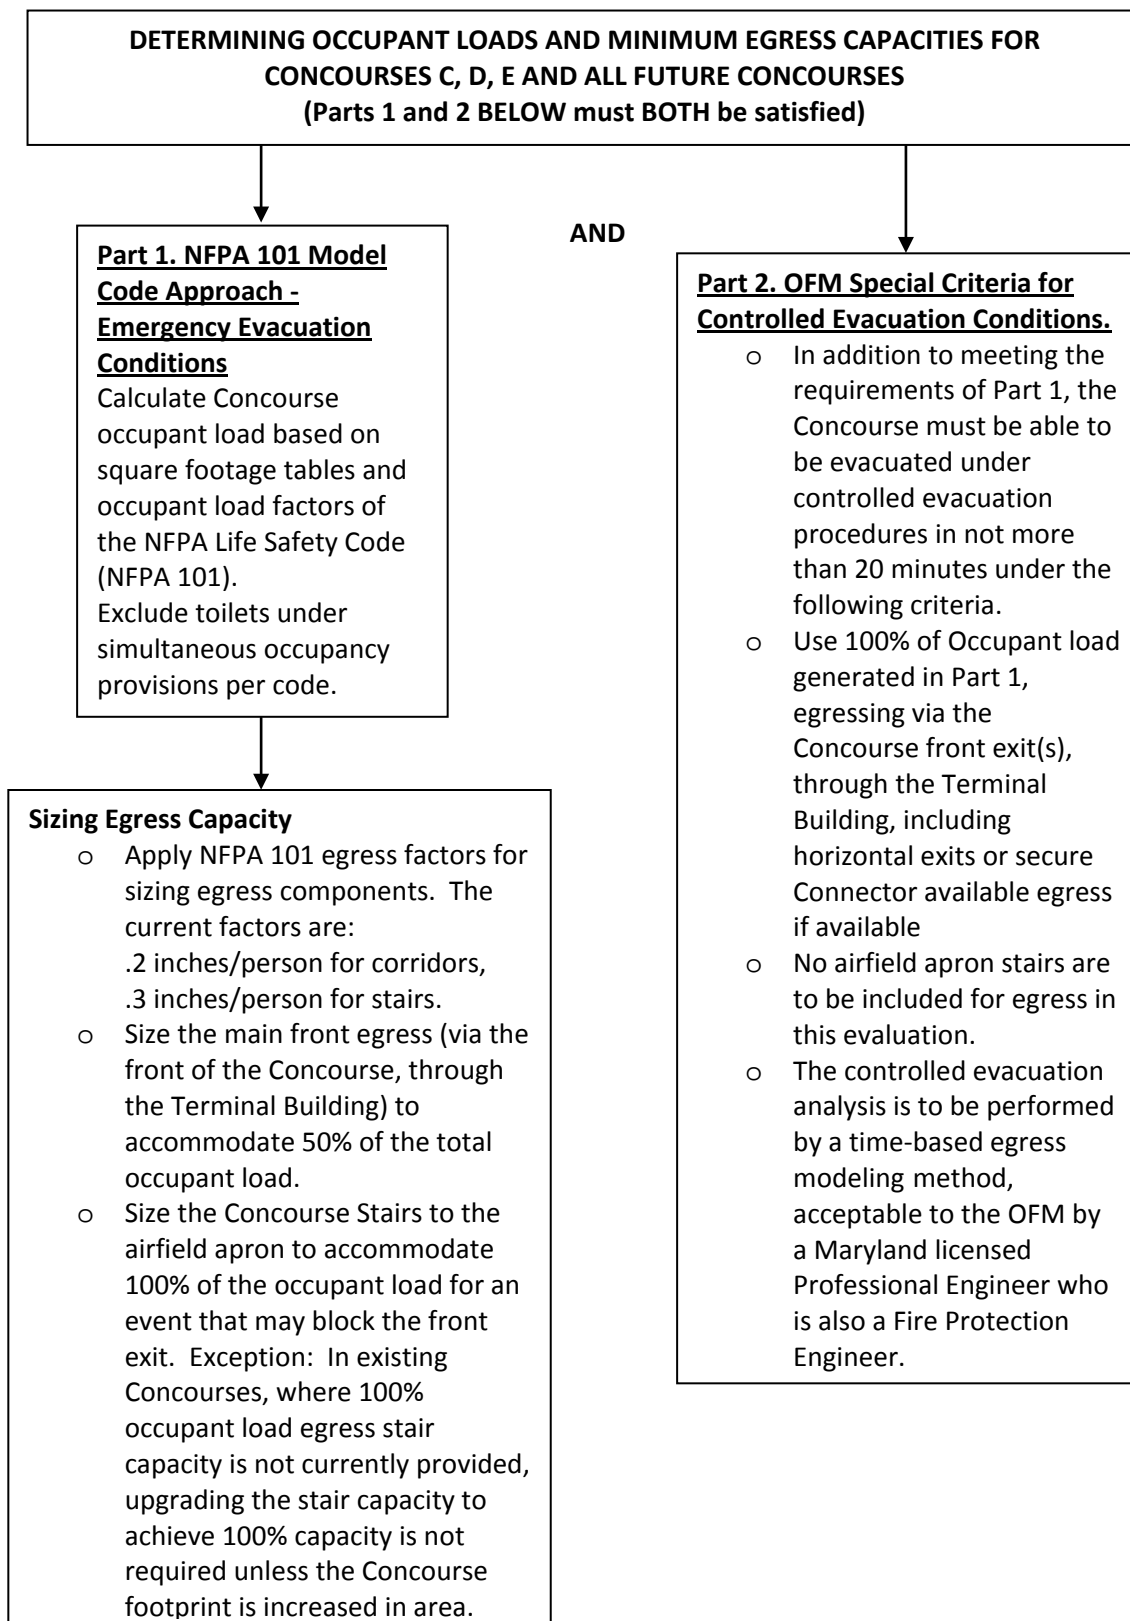 DETERMINING OCCUPANT LOADS AND MINIMUM EGRESS CAPACITIES FOR
CONCOURSES C, D, E AND ALL FUTURE CONCOURSES
(Parts 1 and 2 BELOW must BOTH be satisfied)
Part 1. NFPA 101 Model
Code Approach -
Emergency Evacuation
Conditions
Calculate Concourse
occupant load based on
square footage tables and
occupant load factors of
the NFPA Life Safety Code
(NFPA 101).
Exclude toilets under
simultaneous occupancy
provisions per code.
Sizing Egress Capacity
o Apply NFPA 101 egress factors for
sizing egress components. The
current factors are:
.2 inches/person for corridors,
.3 inches/person for stairs.
o Size the main front egress (via the
front of the Concourse, through
the Terminal Building) to
accommodate 50% of the total
occupant load.
o Size the Concourse Stairs to the
airfield apron to accommodate
100% of the occupant load for an
event that may block the front
exit. Exception: In existing
Concourses, where 100%
occupant load egress stair
capacity is not currently provided,
upgrading the stair capacity to
achieve 100% capacity is not
required unless the Concourse
footprint is increased in area.
AND
Part 2. OFM Special Criteria for
Controlled Evacuation Conditions.
o In addition to meeting the
requirements of Part 1, the
Concourse must be able to
be evacuated under
controlled evacuation
procedures in not more
than 20 minutes under the
following criteria.
o Use 100% of Occupant load
generated in Part 1,
egressing via the
Concourse front exit(s),
through the Terminal
Building, including
horizontal exits or secure
Connector available egress
if available
o No airfield apron stairs are
to be included for egress in
this evaluation.
o The controlled evacuation
analysis is to be performed
by a time-based egress
modeling method,
acceptable to the OFM by
a Maryland licensed
Professional Engineer who
is also a Fire Protection
Engineer.